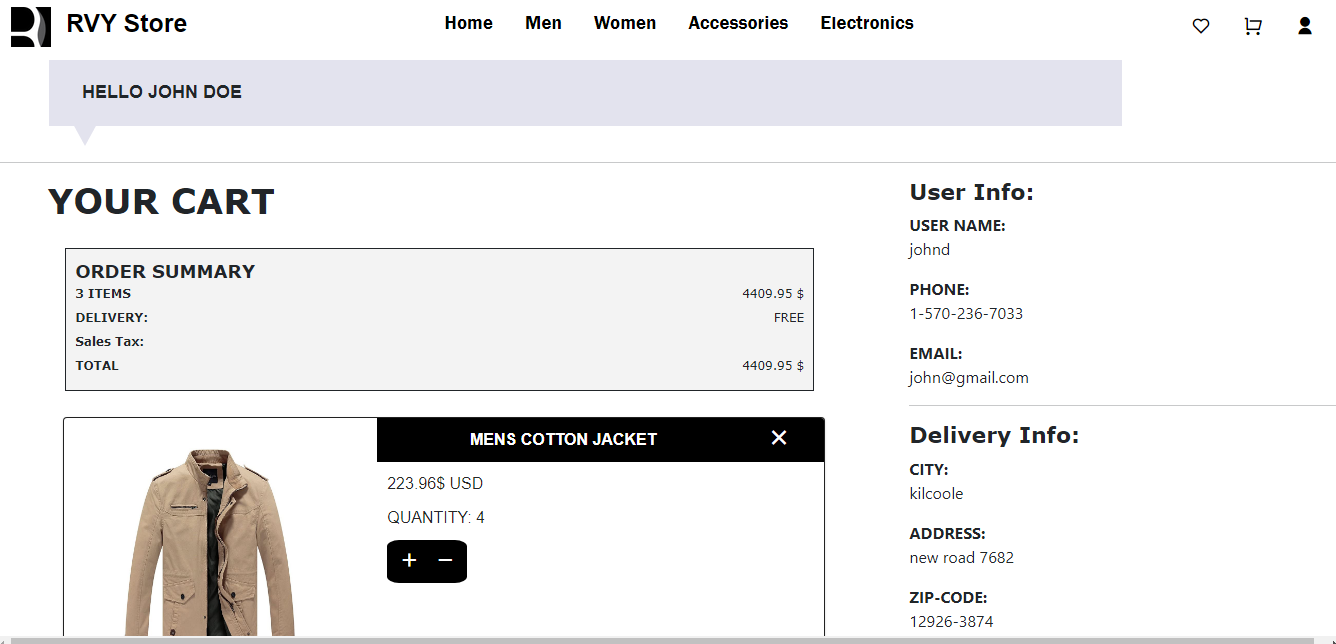 RVY Store
Home Men Women Accessories Electronics
HELLO JOHN DOE
YOUR CART
ORDER SUMMARY
3 ITEMS 4409.95 $
DELIVERY: FREE
Sales Tax:
TOTAL 4409.95 $
MENS COTTON JACKET ✕
223.96$ USD
QUANTITY: 4
+ −
User Info:
USER NAME:
johnd
PHONE:
1-570-236-7033
EMAIL:
john@gmail.com
Delivery Info:
CITY:
kilcoole
ADDRESS:
new road 7682
ZIP-CODE:
12926-3874